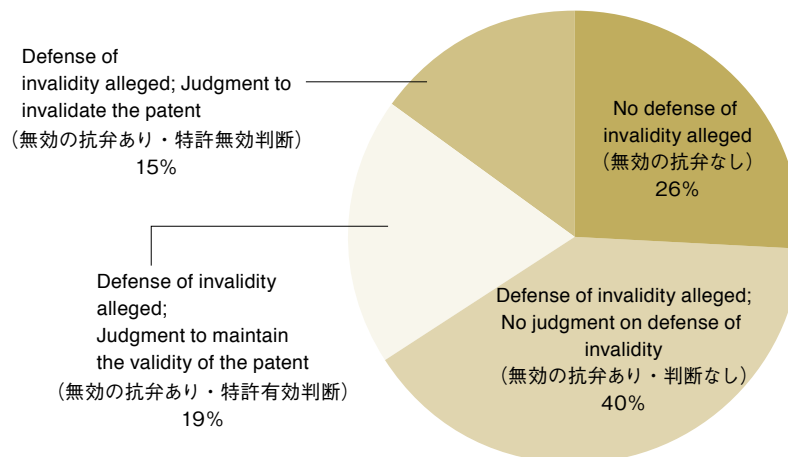 Defense of
invalidity alleged; Judgment to
invalidate the patent
（無効の抗弁あり・特許無効判断）
15%
No defense of
invalidity alleged
（無効の抗弁なし）
26%
Defense of invalidity
alleged;
Judgment to maintain
the validity of the patent
（無効の抗弁あり・特許有効判断）
19%
Defense of invalidity alleged;
No judgment on defense of
invalidity
（無効の抗弁あり・判断なし）
40%